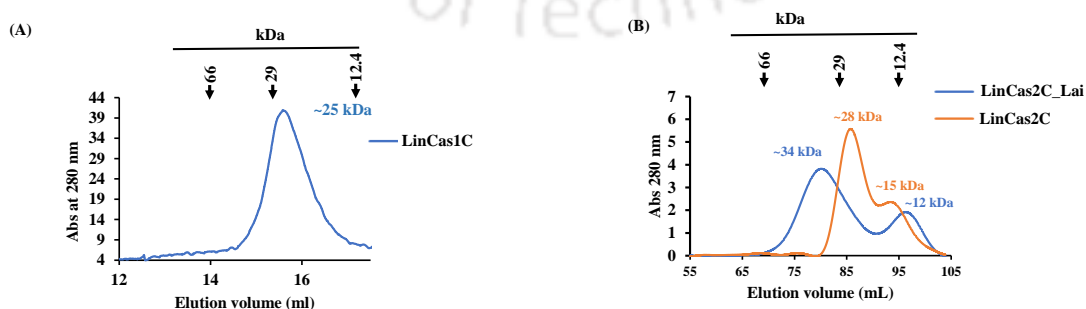 of Techno
(A)
kDa
66
29
12.4
44
39
34
29
24
19
14
9
4
~25 kDa
LinCas1C
Abs at 280 nm
12
14
16
Elution volume (ml)
(B)
kDa
66
29
12.4
7
6
5
4
3
2
1
0
~34 kDa
~28 kDa
~15 kDa
~12 kDa
LinCas2C_Lai
LinCas2C
Abs 280 nm
55
65
75
85
95
105
Elution volume (mL)